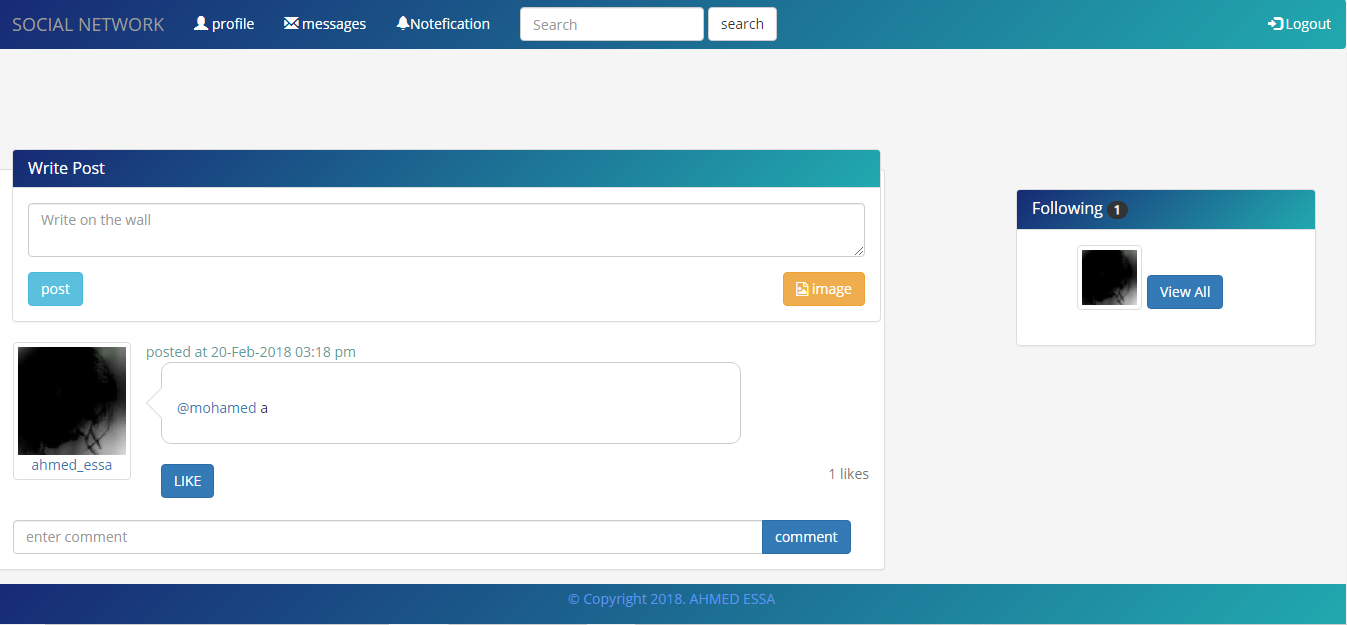 SOCIAL NETWORK profile messages Notefication Search search Logout
Write Post
Write on the wall
post image
Following 1
View All
posted at 20-Feb-2018 03:18 pm
@mohamed a
ahmed_essa
LIKE 1 likes
enter comment comment
© Copyright 2018. AHMED ESSA